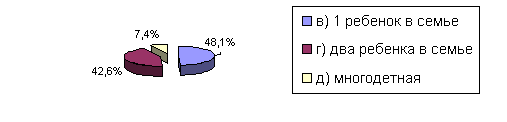 7,4%
48,1%
42,6%
в) 1 ребенок в семье
г) два ребенка в семье
д) многодетная